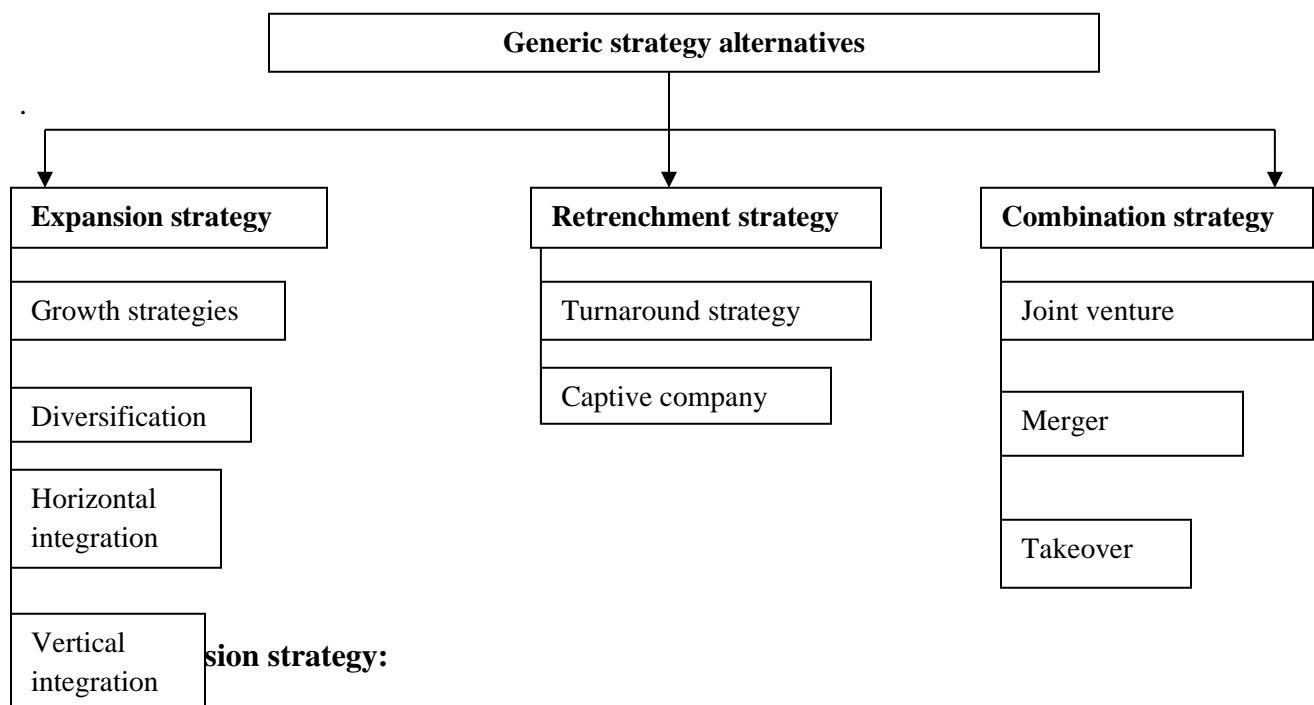 Generic strategy alternatives
.
Expansion strategy
Retrenchment strategy
Combination strategy
Growth strategies
Turnaround strategy
Joint venture
Captive company
Diversification
Merger
Horizontal
integration
Takeover
Vertical
integration
sion strategy: